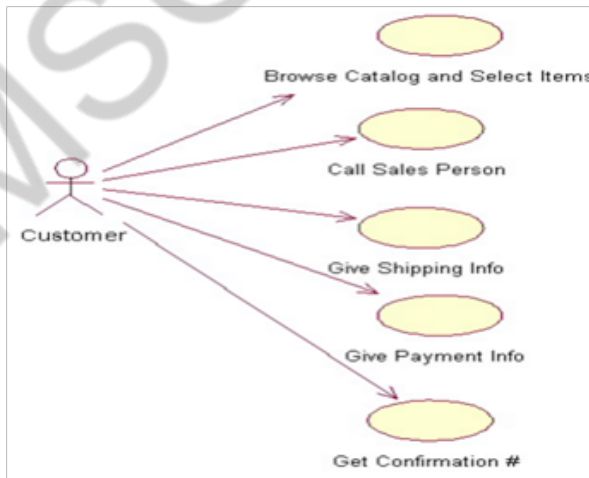 Browse Catalog and Select Items
Call Sales Person
Customer
Give Shipping Info
Give Payment Info
Get Confirmation #